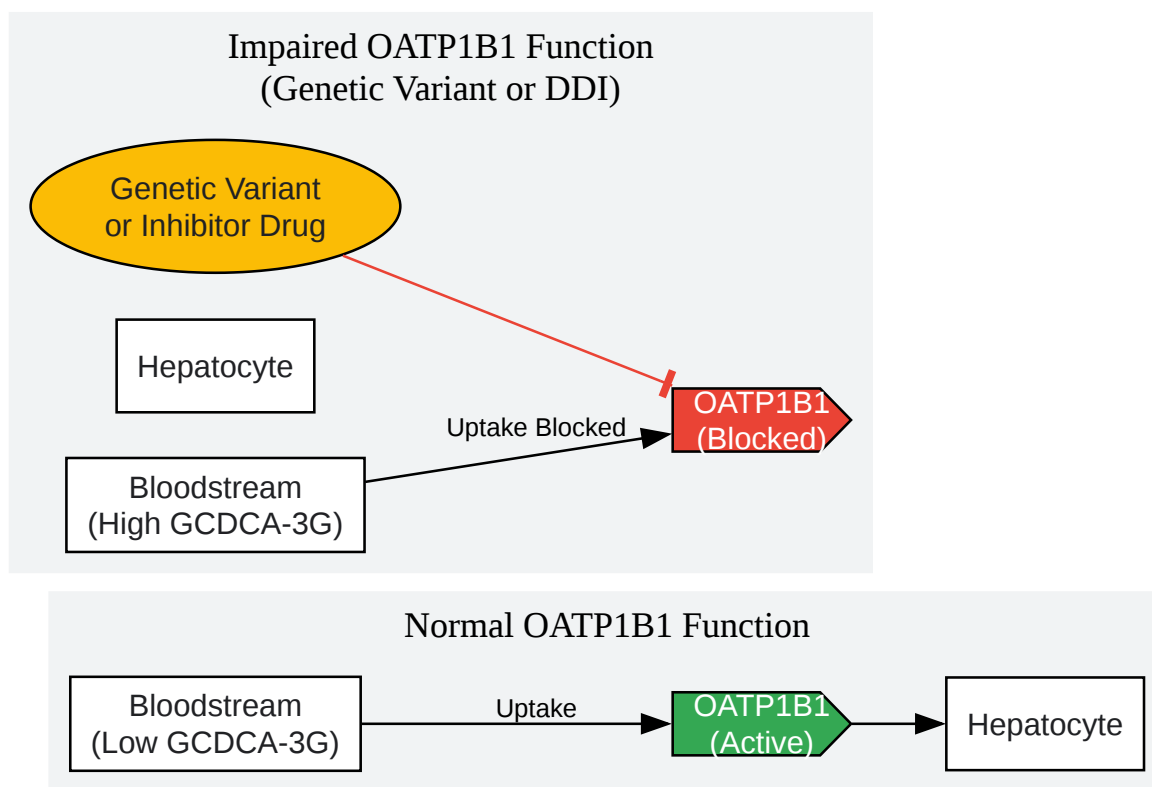 Impaired OATP1B1 Function
(Genetic Variant or DDI)
Genetic Variant
or Inhibitor Drug
Hepatocyte
OATP1B1
(Blocked)
Uptake Blocked
Bloodstream
(High GCDCA-3G)
Normal OATP1B1 Function
Bloodstream
(Low GCDCA-3G)
Uptake
OATP1B1
(Active)
Hepatocyte